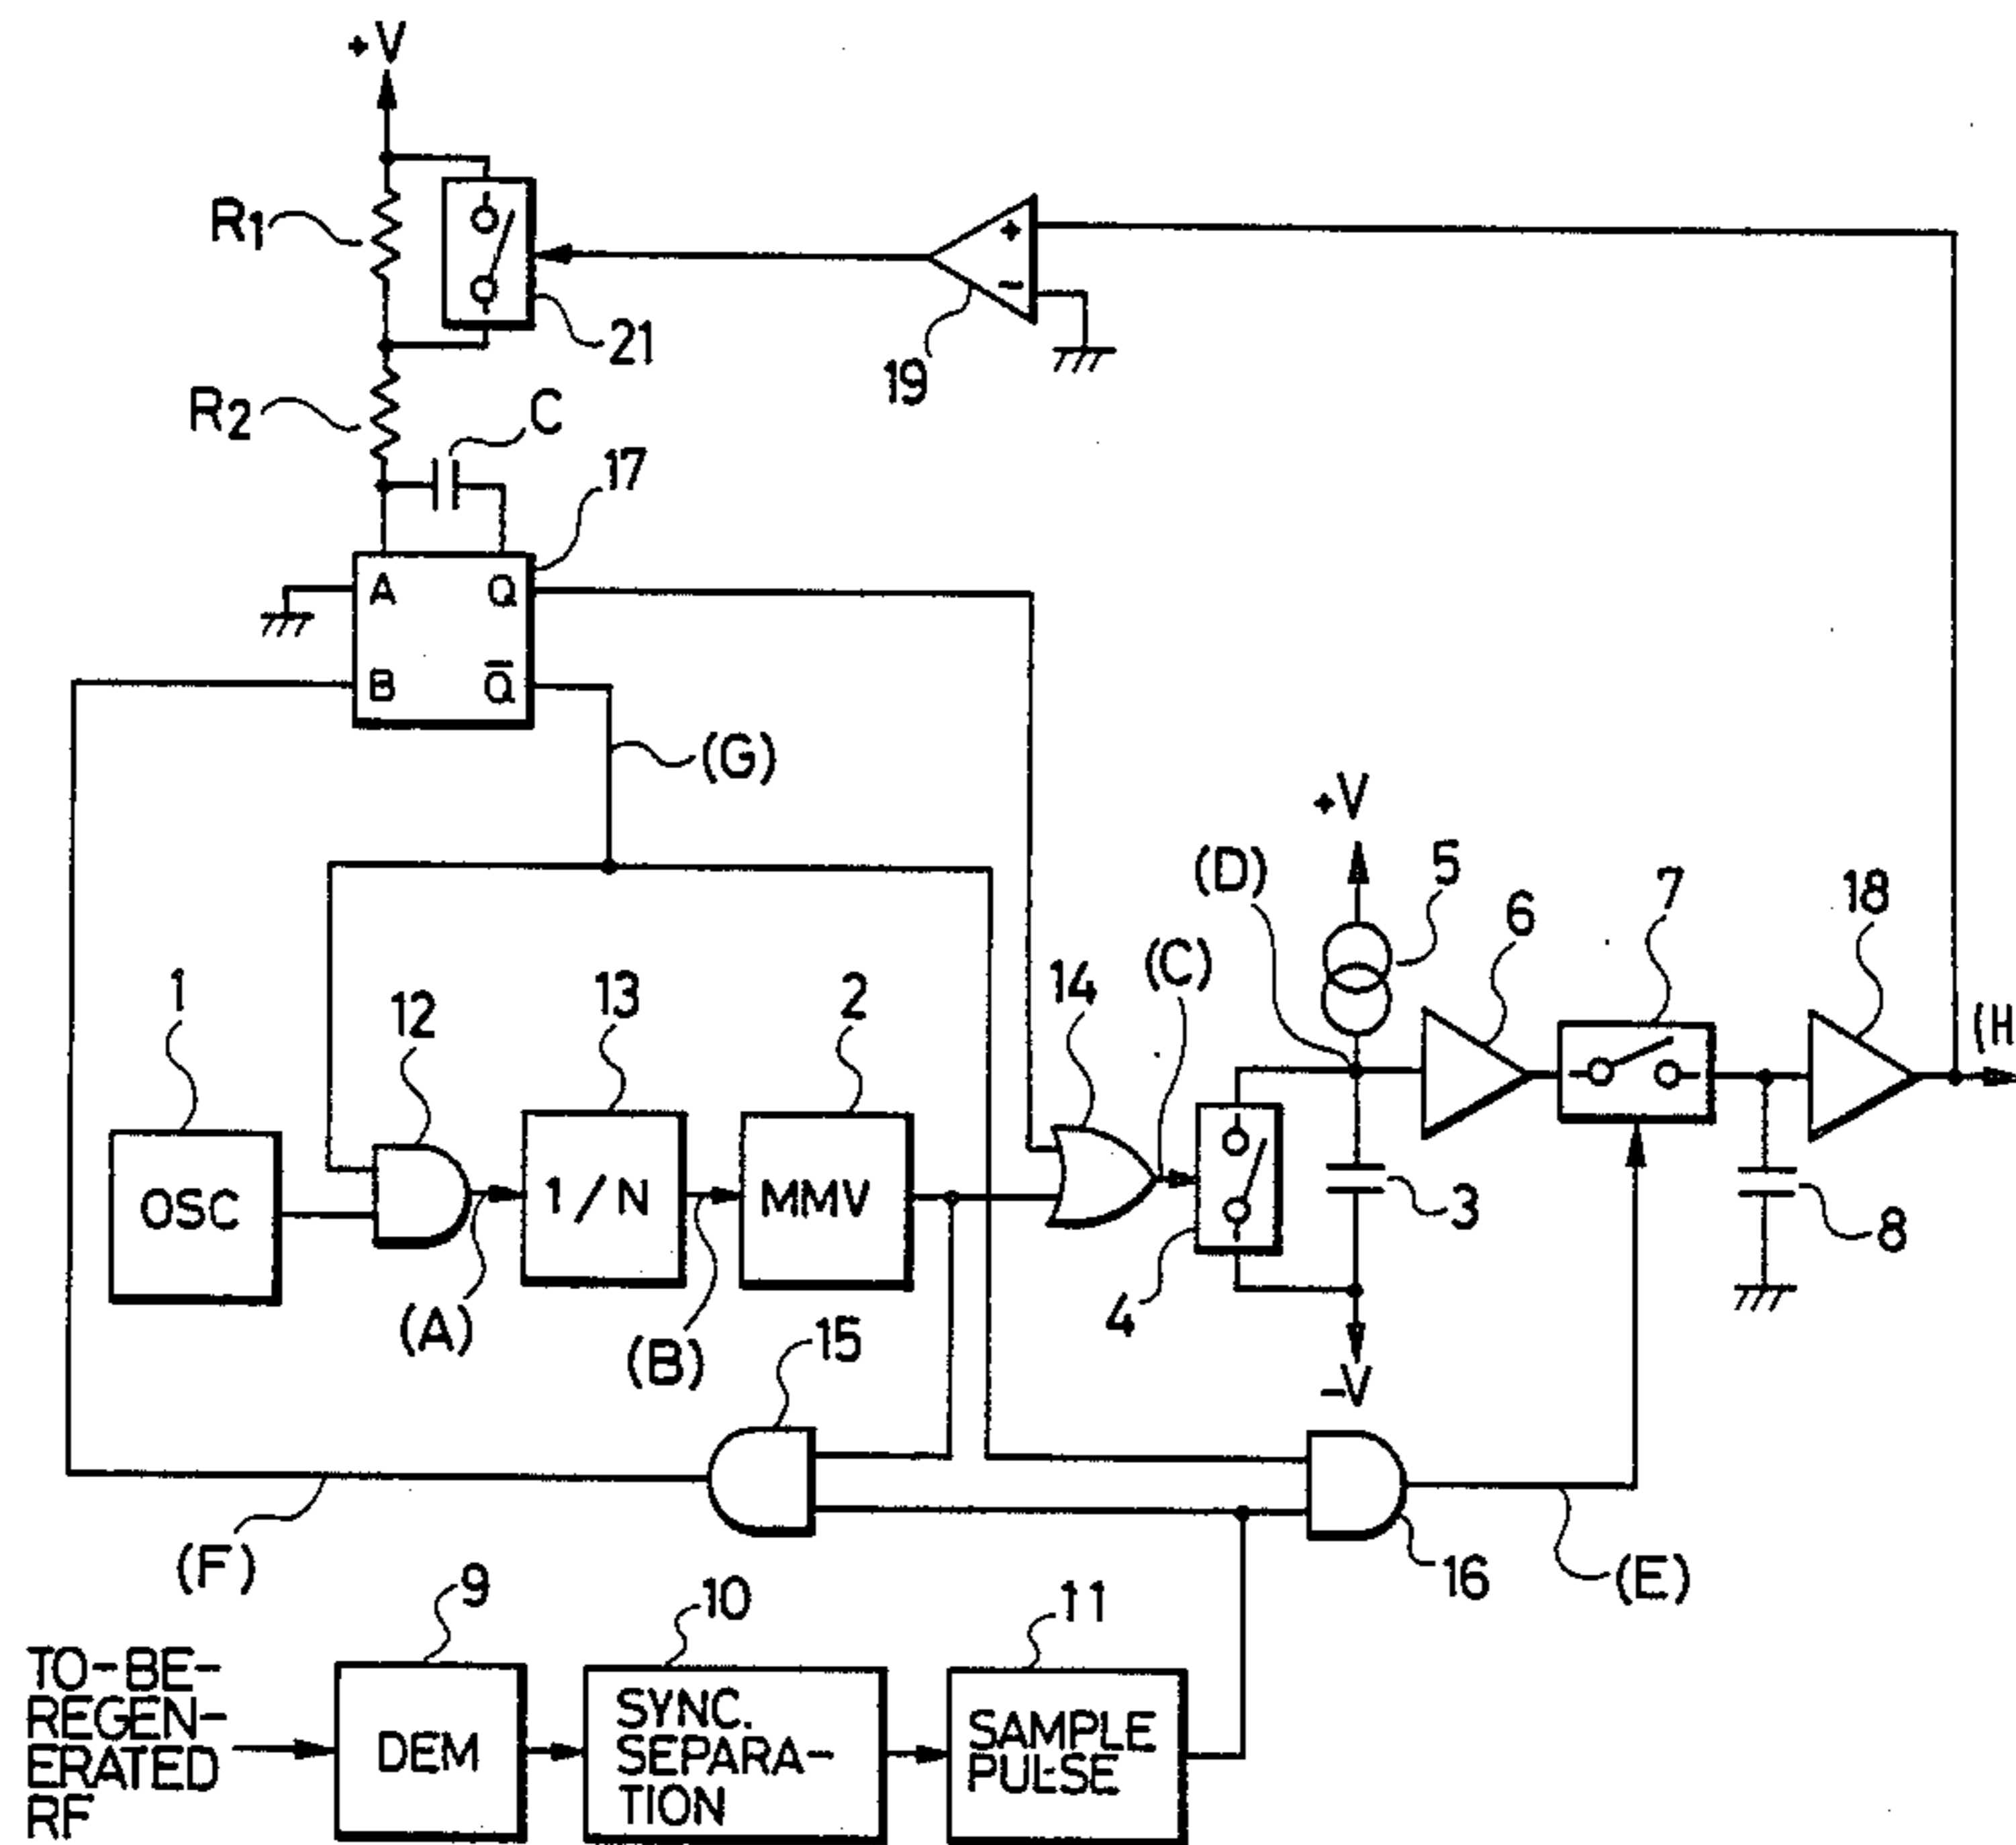 +V
R1
21
+
-
19
R2
C
17
A Q
B Q̅
(G)
+V
(D)
5
6
7
18
1
12
13
2
14
(C)
(H
OSC
1/N
MMV
3
8
4
(A)
(B)
15
-V
(F)
16
(E)
9
10
11
TO-BE-
REGEN-
ERATED
RF
DEM
SYNC.
SEPARA-
TION
SAMPLE
PULSE